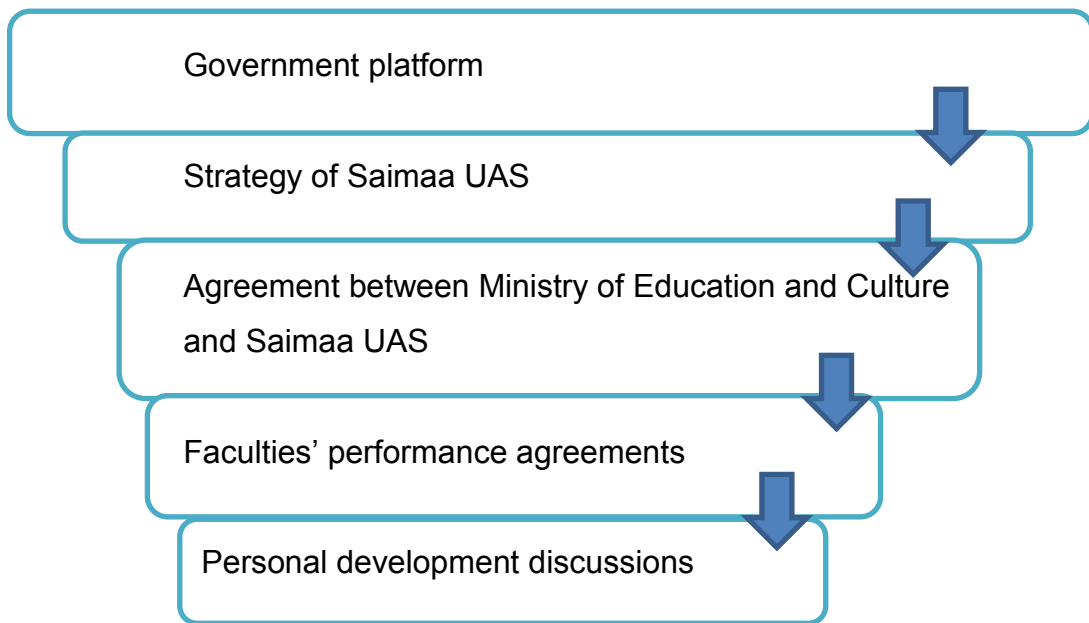 Government platform
Strategy of Saimaa UAS
Agreement between Ministry of Education and Culture
and Saimaa UAS
Faculties’ performance agreements
Personal development discussions